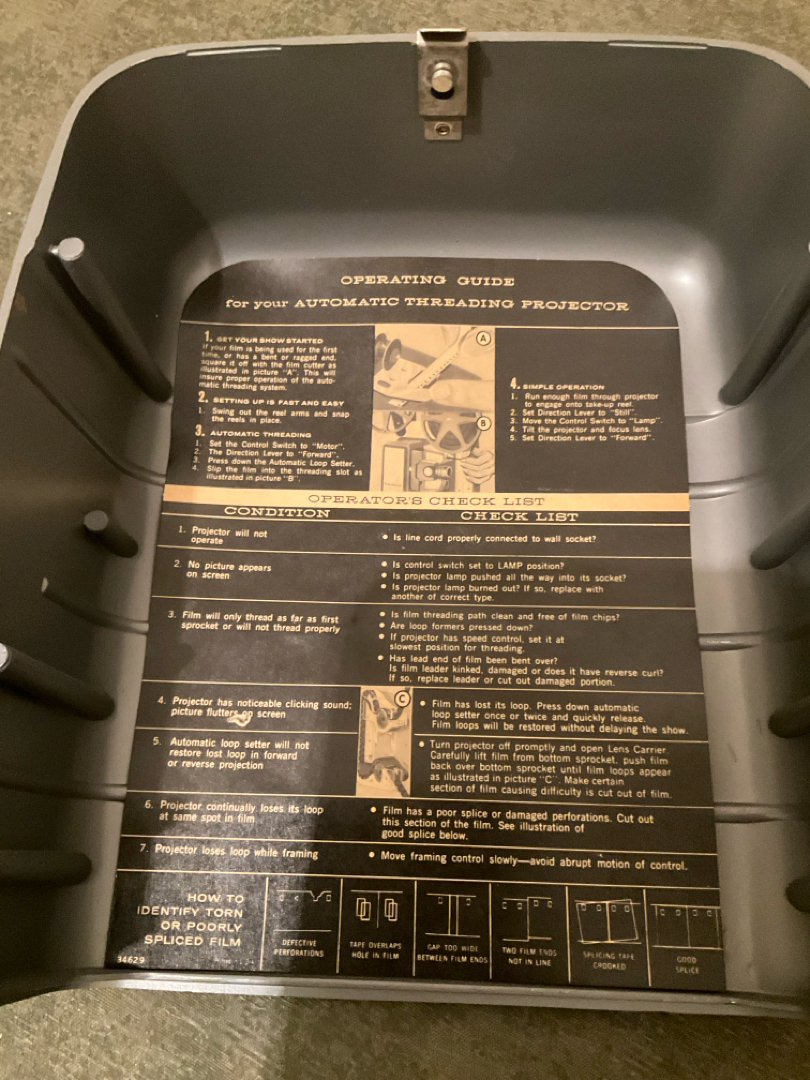 OPERATING GUIDE
for your AUTOMATIC THREADING PROJECTOR
1. GET YOUR SHOW STARTED
If your film is being used for the first
time, or has a bent or ragged end,
square it off with the film cutter as
illustrated in picture "A". This will
insure proper operation of the auto-
matic threading system.
2. SETTING UP IS FAST AND EASY
1. Swing out the reel arms and snap
the reels in place.
3. AUTOMATIC THREADING
1. Set the Control Switch to "Motor".
2. The Direction Lever to "Forward".
3. Press down the Automatic Loop Setter.
4. Slip the film into the threading slot as
illustrated in picture "B".
A
B
4. SIMPLE OPERATION
1. Run enough film through projector
to engage onto take-up reel.
2. Set Direction Lever to "Still".
3. Move the Control Switch to "Lamp".
4. Tilt the projector and focus lens.
5. Set Direction Lever to "Forward".
OPERATOR'S CHECK LIST
CONDITION CHECK LIST
1. Projector will not
operate
• Is line cord properly connected to wall socket?
2. No picture appears
on screen
• Is control switch set to LAMP position?
• Is projector lamp pushed all the way into its socket?
• Is projector lamp burned out? If so, replace with
another of correct type.
3. Film will only thread as far as first
sprocket or will not thread properly
• Is film threading path clean and free of film chips?
• Are loop formers pressed down?
• If projector has speed control, set it at
slowest position for threading.
• Has lead end of film been bent over?
Is film leader kinked, damaged or does it have reverse curl?
If so, replace leader or cut out damaged portion.
4. Projector has noticeable clicking sound;
picture flutters on screen
C
• Film has lost its loop. Press down automatic
loop setter once or twice and quickly release.
Film loops will be restored without delaying the show.
5. Automatic loop setter will not
restore lost loop in forward
or reverse projection
• Turn projector off promptly and open Lens Carrier.
Carefully lift film from bottom sprocket, push film
back over bottom sprocket until film loops appear
as illustrated in picture "C". Make certain
section of film causing difficulty is cut out of film.
6. Projector continually loses its loop
at same spot in film
• Film has a poor splice or damaged perforations. Cut out
this section of the film. See illustration of
good splice below.
7. Projector loses loop while framing
• Move framing control slowly—avoid abrupt motion of control.
HOW TO
IDENTIFY TORN
OR POORLY
SPLICED FILM
34629
DEFECTIVE
PERFORATIONS
TAPE OVERLAPS
HOLE IN FILM
GAP TOO WIDE
BETWEEN FILM ENDS
TWO FILM ENDS
NOT IN LINE
SPLICING TAPE
CROOKED
GOOD
SPLICE